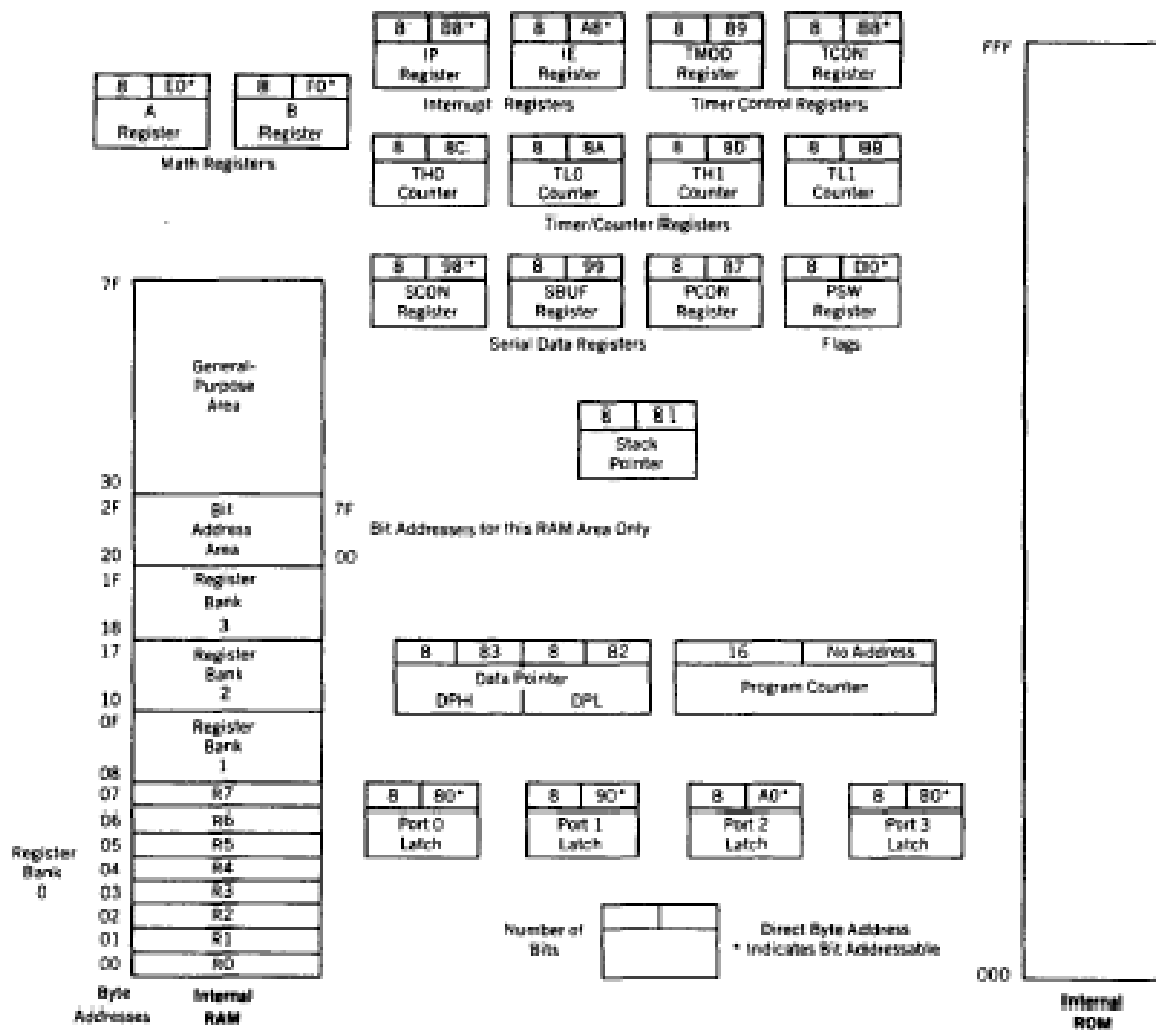 8 B8* 8 A8* 8 89 8 88*
IP Register IE Register TMOD Register TCON Register
Interrupt Registers Timer Control Registers
8 E0* 8 F0*
A Register B Register
Math Registers
8 8C 8 8A 8 8D 8 8B
TH0 Counter TL0 Counter TH1 Counter TL1 Counter
Timer/Counter Registers
8 98* 8 99 8 87 8 D0*
SCON Register SBUF Register PCON Register PSW Register
Serial Data Registers Flags
8 81
Stack
Pointer
7F
General-
Purpose
Area
30
2F
Bit
Address
Area
20
7F
00
Bit Addresses for this RAM Area Only
1F
Register
Bank
3
18
17
Register
Bank
2
10
0F
Register
Bank
1
08
8 83 8 82
Data Pointer
DPH DPL
16 No Address
Program Counter
07 R7
06 R6
05 R5
04 R4
03 R3
02 R2
01 R1
00 R0
Register
Bank
0
Byte
Addresses
Internal
RAM
8 80* 8 90* 8 A0* 8 B0*
Port 0 Latch Port 1 Latch Port 2 Latch Port 3 Latch
Number of
Bits
Direct Byte Address
* Indicates Bit Addressable
FFF
000
Internal
ROM